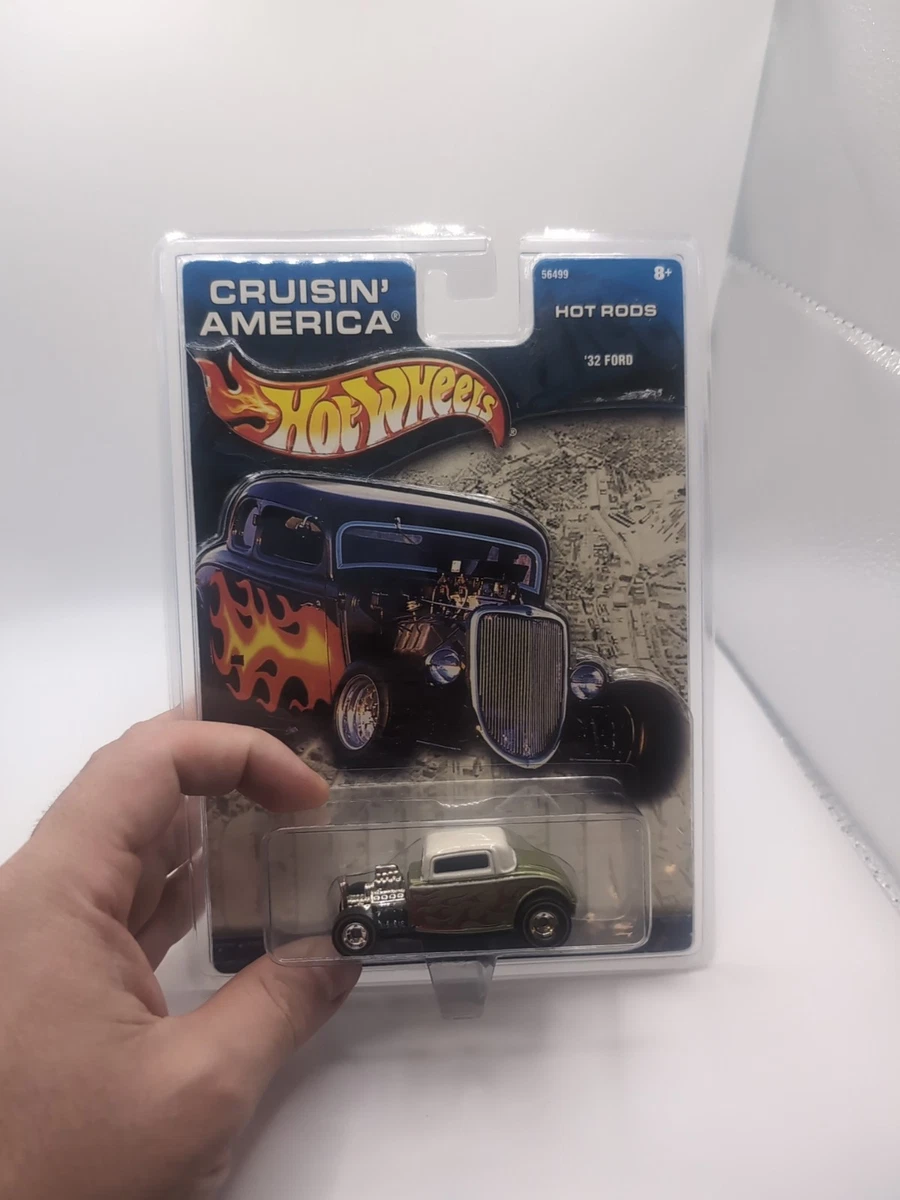 CRUISIN'
AMERICA®
HOT WHEELS®
56499
8+
HOT RODS
'32 FORD